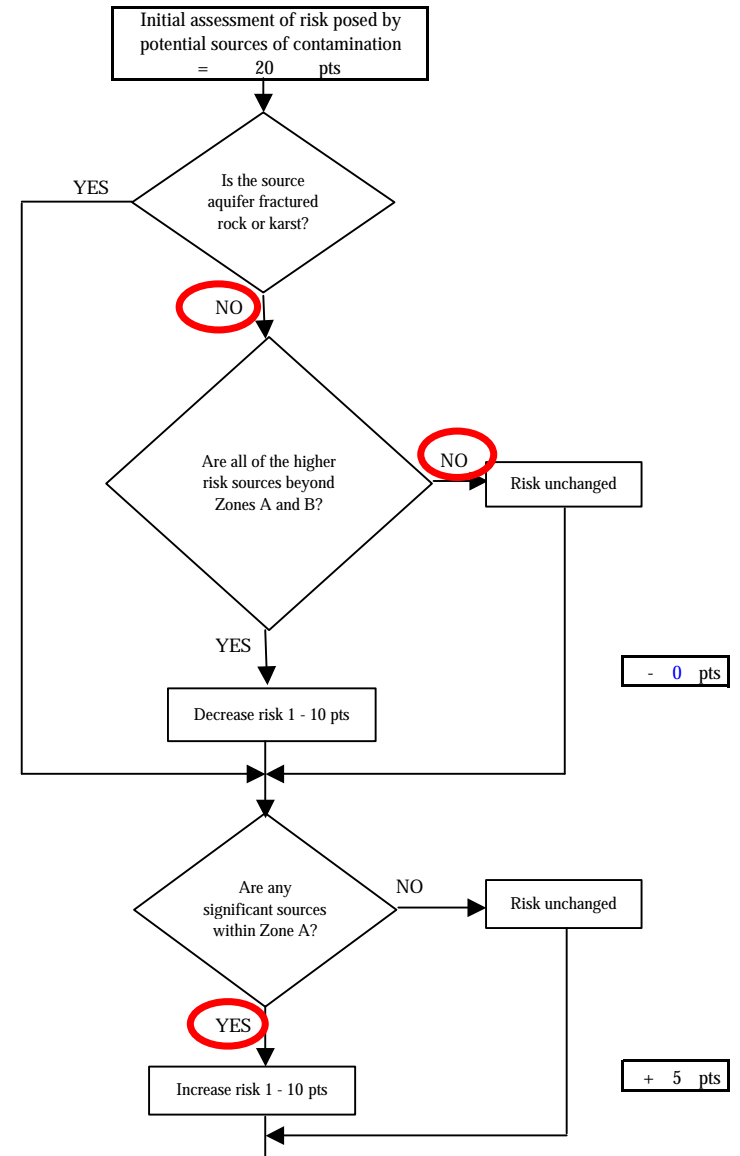 Initial assessment of risk posed by
potential sources of contamination
= 20 pts
YES
Is the source
aquifer fractured
rock or karst?
NO
Are all of the higher
risk sources beyond
Zones A and B?
NO
Risk unchanged
YES
- 0 pts
Decrease risk 1 - 10 pts
Are any
significant sources
within Zone A?
NO
Risk unchanged
YES
Increase risk 1 - 10 pts
+ 5 pts